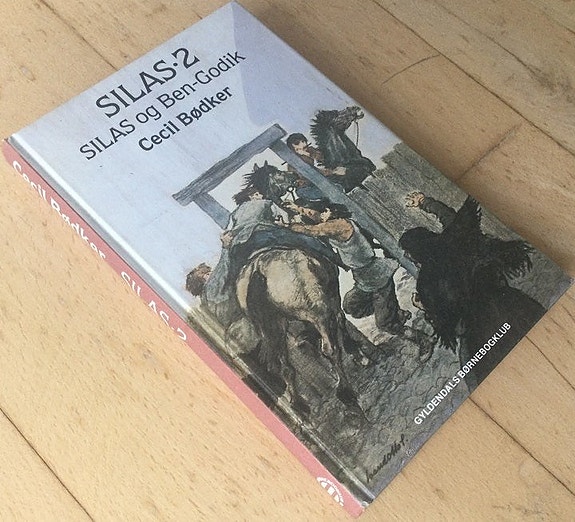 SILAS·2
SILAS og Ben-Godik
Cecil Bødker
GYLDENDALS BØRNEBOGKLUB
Cecil Bødker SILAS·2